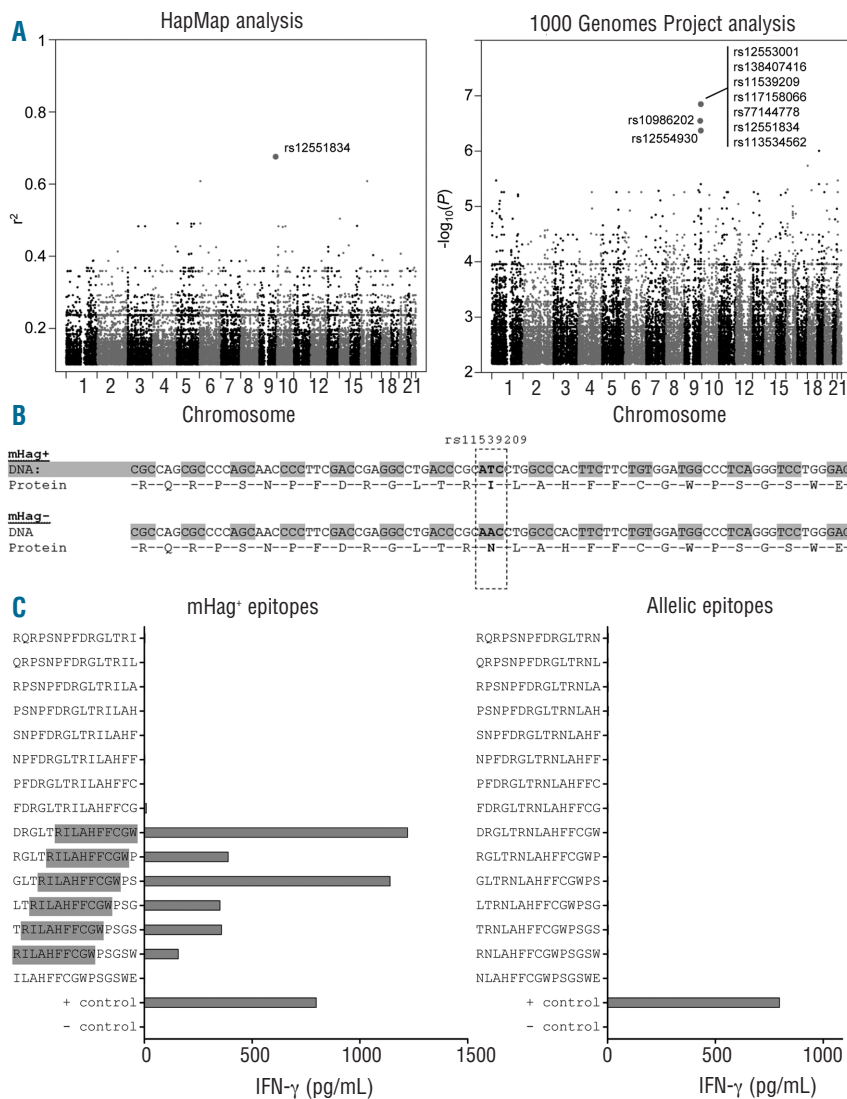 A
HapMap analysis
1
0.8
0.6
0.4
0.2
r²
rs12551834
1 2 3 4 5 6 7 8 9 10 12 15 18 21
Chromosome
1000 Genomes Project analysis
7
6
5
4
3
2
-log10(P)
rs10986202
rs12554930
rs12553001
rs138407416
rs11539209
rs117158066
rs77144778
rs12551834
rs113534562
1 2 3 4 5 6 7 8 9 10 12 15 18 21
Chromosome
B
rs11539209
mHag+
DNA: CGCCAGCGCCCCAGCAACCCCTTCGACCGAGGCCTGACCCGCATCCTGGCCCACTTCTTCTGTGGATGGCCCTCAGGGTCCTGGGAG
Protein –R––Q––R––P––S––N––P––F––D––R––G––L––T––R––I––L––A––H––F––F––C––G––W––P––S––G––S––W––E
mHag–
DNA CGCCAGCGCCCCAGCAACCCCTTCGACCGAGGCCTGACCCGCAACCTGGCCCACTTCTTCTGTGGATGGCCCTCAGGGTCCTGGGAG
Protein –R––Q––R––P––S––N––P––F––D––R––G––L––T––R––N––L––A––H––F––F––C––G––W––P––S––G––S––W––E
C
mHag⁺ epitopes
RQRPSNPFDRGLTRI
QRPSNPFDRGLTRIL
RPSNPFDRGLTRILA
PSNPFDRGLTRILAH
SNPFDRGLTRILAHF
NPFDRGLTRILAHFF
PFDRGLTRILAHFFC
FDRGLTRILAHFFCG
DRGLTRILAHFFCGW
RGLTRILAHFFCGWP
GLTRILAHFFCGWPS
LTRILAHFFCGWPSG
TRILAHFFCGWPSGS
RILAHFFCGWPSGSW
ILAHFFCGWPSGSWE
+ control
– control
0 500 1000 1500
IFN-γ (pg/mL)
Allelic epitopes
RQRPSNPFDRGLTRN
QRPSNPFDRGLTRNL
RPSNPFDRGLTRNLA
PSNPFDRGLTRNLAH
SNPFDRGLTRNLAHF
NPFDRGLTRNLAHFF
PFDRGLTRNLAHFFC
FDRGLTRNLAHFFCG
DRGLTRNLAHFFCGW
RGLTRNLAHFFCGWP
GLTRNLAHFFCGWPS
LTRNLAHFFCGWPSG
TRNLAHFFCGWPSGS
RNLAHFFCGWPSGSW
NLAHFFCGWPSGSWE
+ control
– control
0 500 1000
IFN-γ (pg/mL)